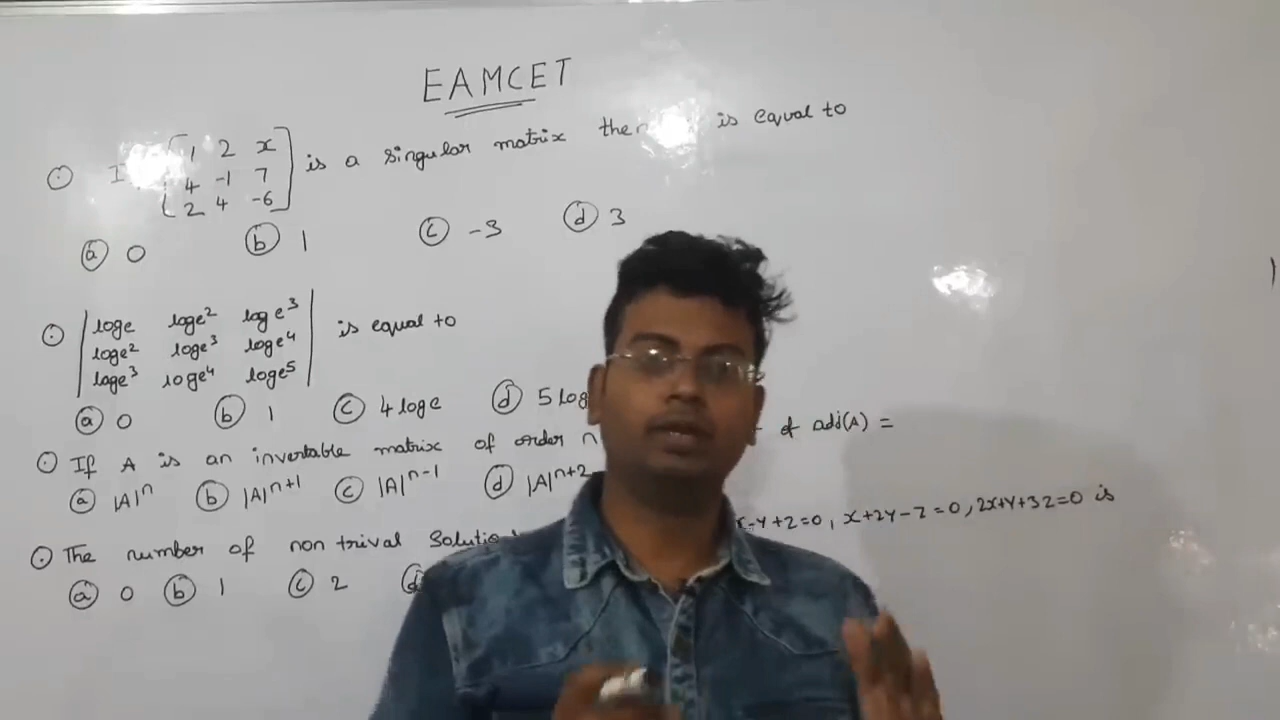 EAMCET
I [1 2 x is a singular matrix then is equal to
4 -1 7
2 4 -6]
ⓐ 0 ⓑ 1 ⓒ -3 ⓓ 3
|loge loge² loge³| is equal to
loge² loge³ loge⁴
loge³ loge⁴ loge⁵
ⓐ 0 ⓑ 1 ⓒ 4 loge ⓓ 5 log
If A is an invertable matrix of order n of adj(A) =
ⓐ |A|ⁿ ⓑ |A|ⁿ⁺¹ ⓒ |A|ⁿ⁻¹ ⓓ |A|ⁿ⁺²
The number of non trival x-y+z=0, x+2y-z=0, 2x+y+3z=0 is
ⓐ 0 ⓑ 1 ⓒ 2 ⓓ